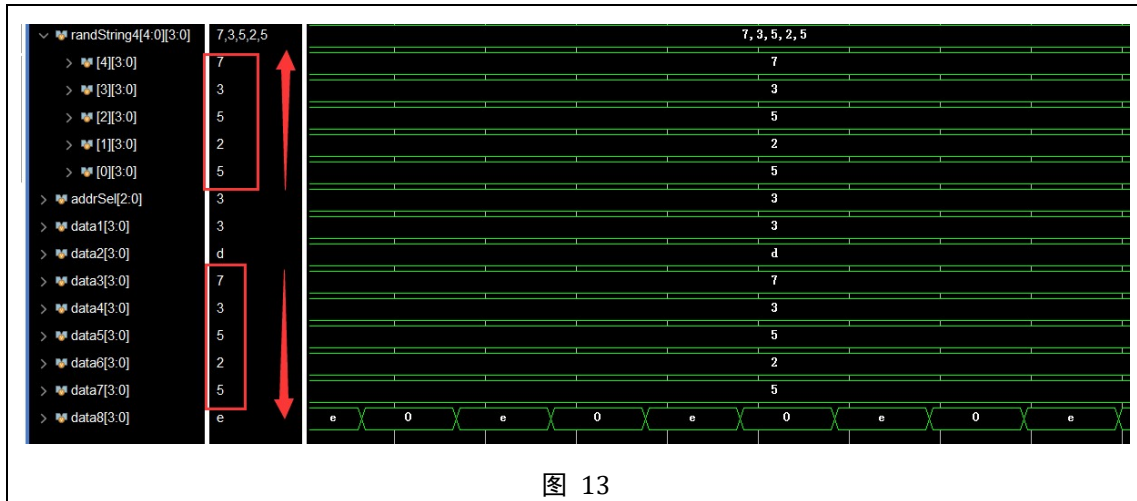 randString4[4:0][3:0] 7,3,5,2,5 7, 3, 5, 2, 5
[4][3:0] 7 7
[3][3:0] 3 3
[2][3:0] 5 5
[1][3:0] 2 2
[0][3:0] 5 5
addrSel[2:0] 3 3
data1[3:0] 3 3
data2[3:0] d d
data3[3:0] 7 7
data4[3:0] 3 3
data5[3:0] 5 5
data6[3:0] 2 2
data7[3:0] 5 5
data8[3:0] e e 0 e 0 e 0 e 0 e
图 13